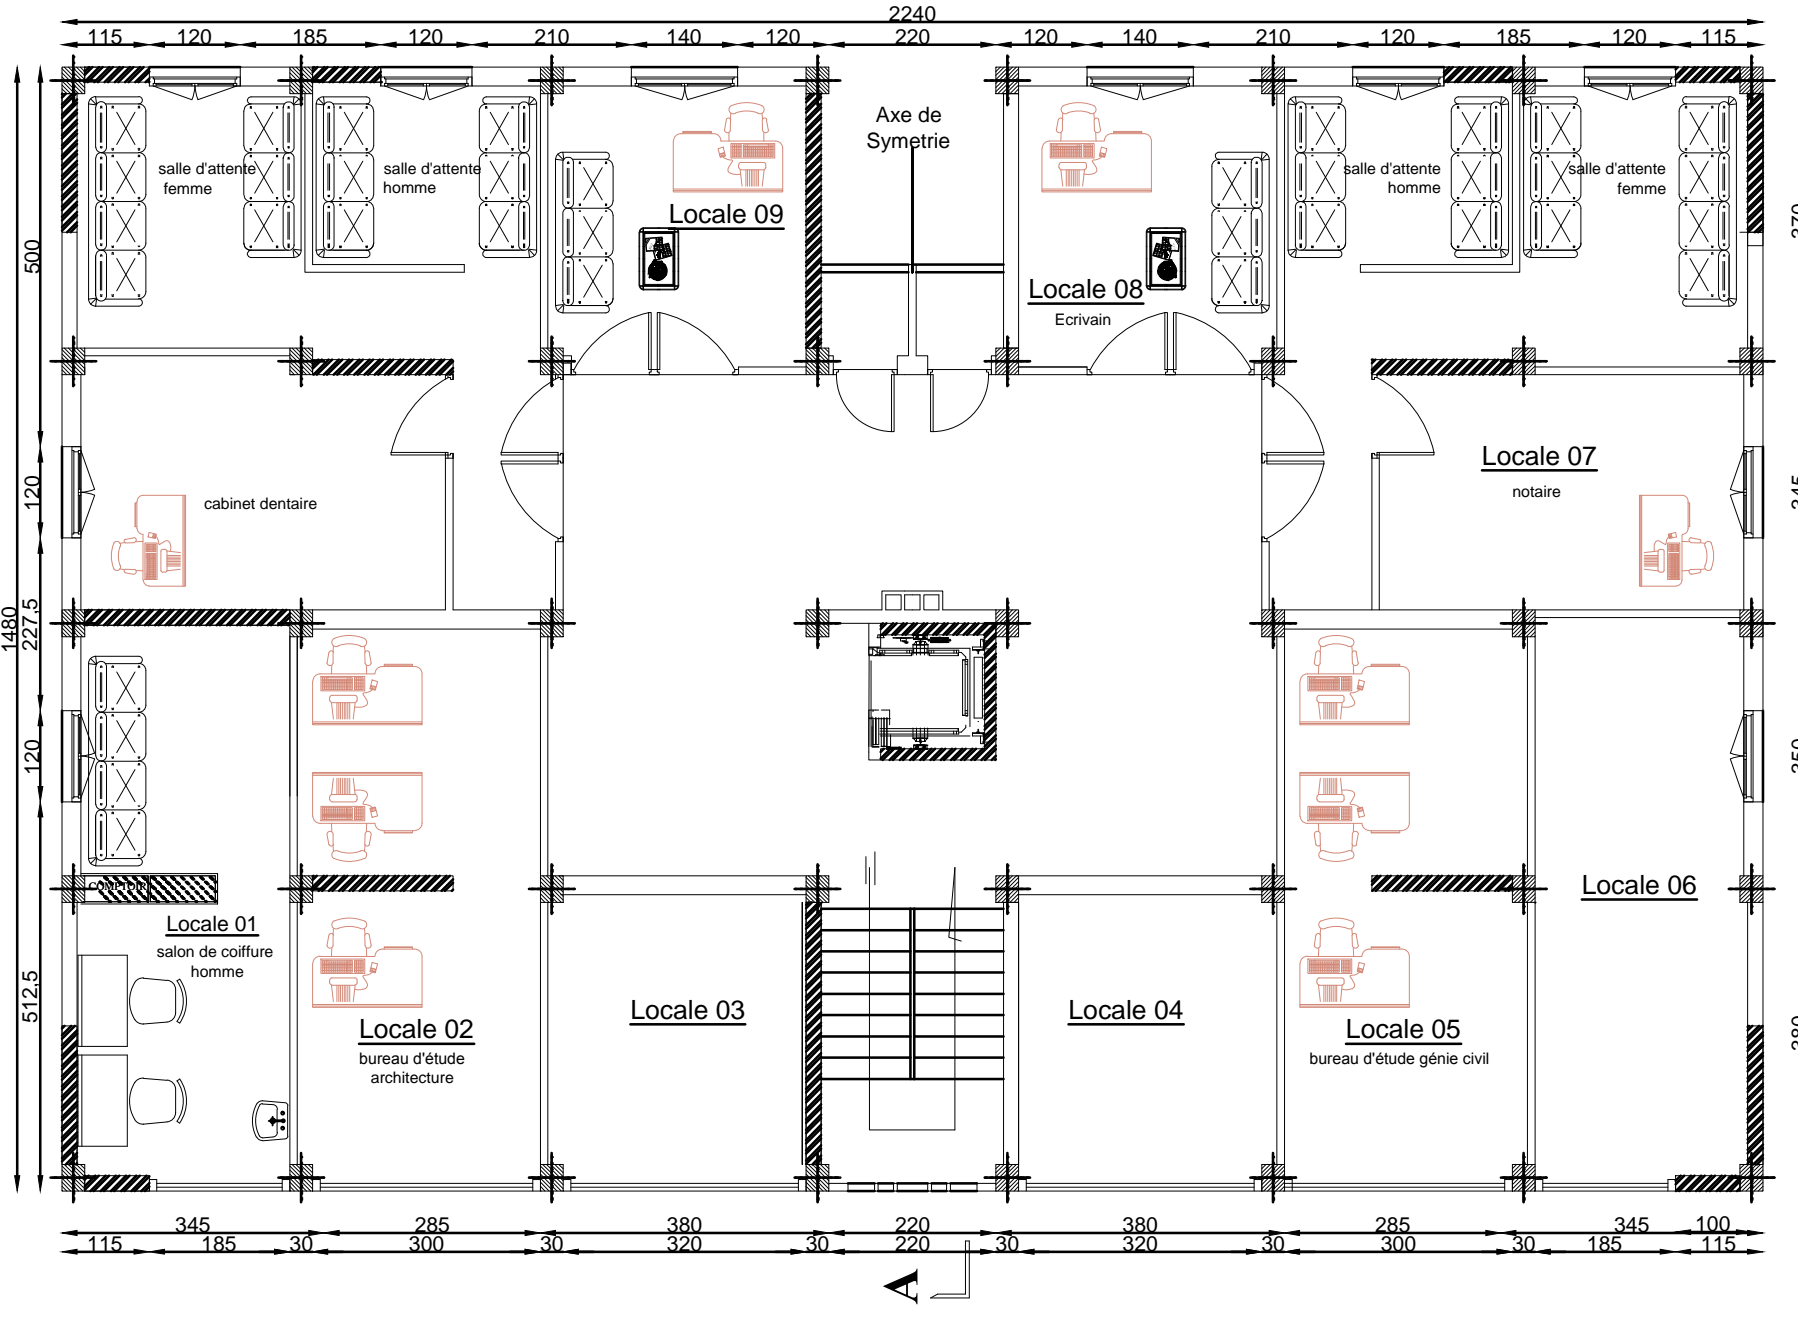 2240
115 120 185 120 210 140 120 220 120 140 210 120 185 120 115
Axe de
Symetrie
salle d'attente
femme
salle d'attente
homme
salle d'attente
homme
salle d'attente
femme
Locale 09
Locale 08
Ecrivain
500
120
227,5
120
512,5
1480
cabinet dentaire
Locale 07
notaire
COMPTOIR
Locale 01
salon de coiffure
homme
Locale 02
bureau d'étude
architecture
Locale 03
Locale 04
Locale 05
bureau d'étude génie civil
Locale 06
345 285 380 220 380 285 345 100
115 185 30 300 30 320 30 220 30 320 30 300 30 185 115
A